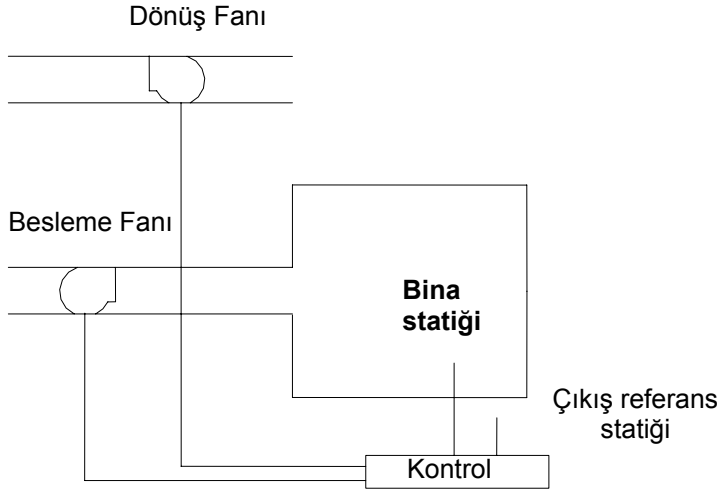 Dönüş Fanı
Besleme Fanı
Bina
statiği
Çıkış referans
statiği
Kontrol